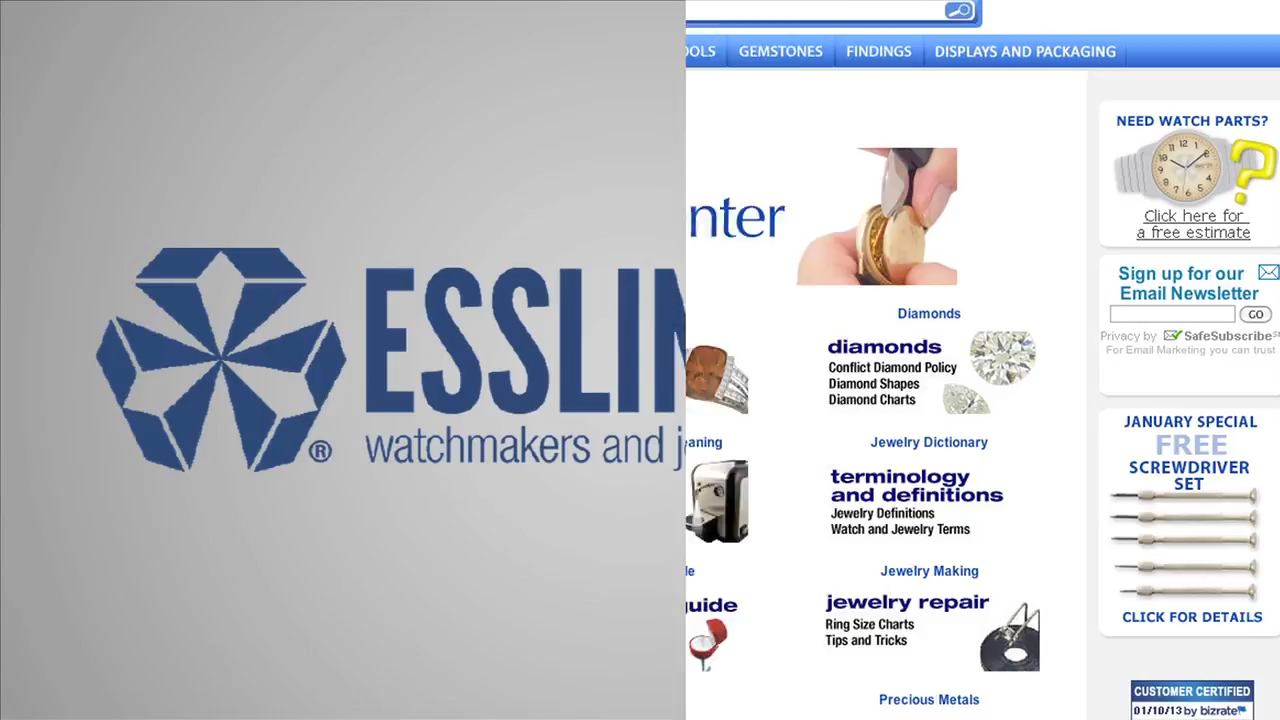 ESSLIN
watchmakers and je
®
OOLS
GEMSTONES
FINDINGS
DISPLAYS AND PACKAGING
nter
Diamonds
diamonds
Conflict Diamond Policy
Diamond Shapes
Diamond Charts
eaning
Jewelry Dictionary
terminology
and definitions
Jewelry Definitions
Watch and Jewelry Terms
de
Jewelry Making
guide
jewelry repair
Ring Size Charts
Tips and Tricks
Precious Metals
NEED WATCH PARTS?
Click here for
a free estimate
Sign up for our
Email Newsletter
GO
Privacy by SafeSubscribe
For Email Marketing you can trust
JANUARY SPECIAL
FREE
SCREWDRIVER
SET
CLICK FOR DETAILS
CUSTOMER CERTIFIED
01/10/13 by bizrate